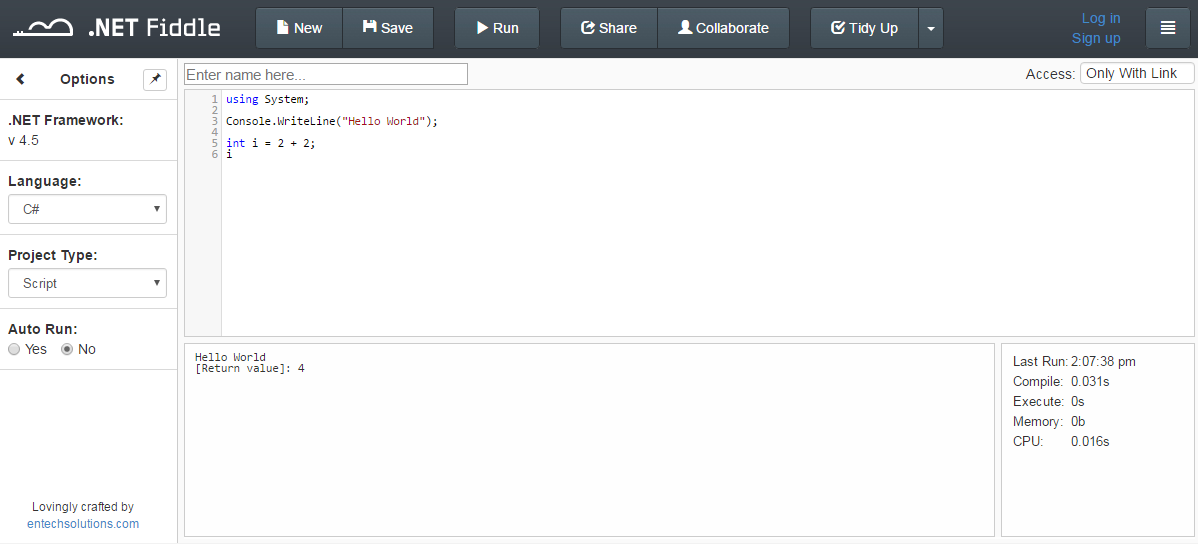 .NET Fiddle New Save Run Share Collaborate Tidy Up Log in
Sign up
Options
Enter name here...
Access: Only With Link
.NET Framework:
v 4.5
Language:
C#
Project Type:
Script
Auto Run:
Yes No
Lovingly crafted by
entechsolutions.com
1 using System;
2
3 Console.WriteLine("Hello World");
4
5 int i = 2 + 2;
6 i
Hello World
[Return value]: 4
Last Run: 2:07:38 pm
Compile: 0.031s
Execute: 0s
Memory: 0b
CPU: 0.016s